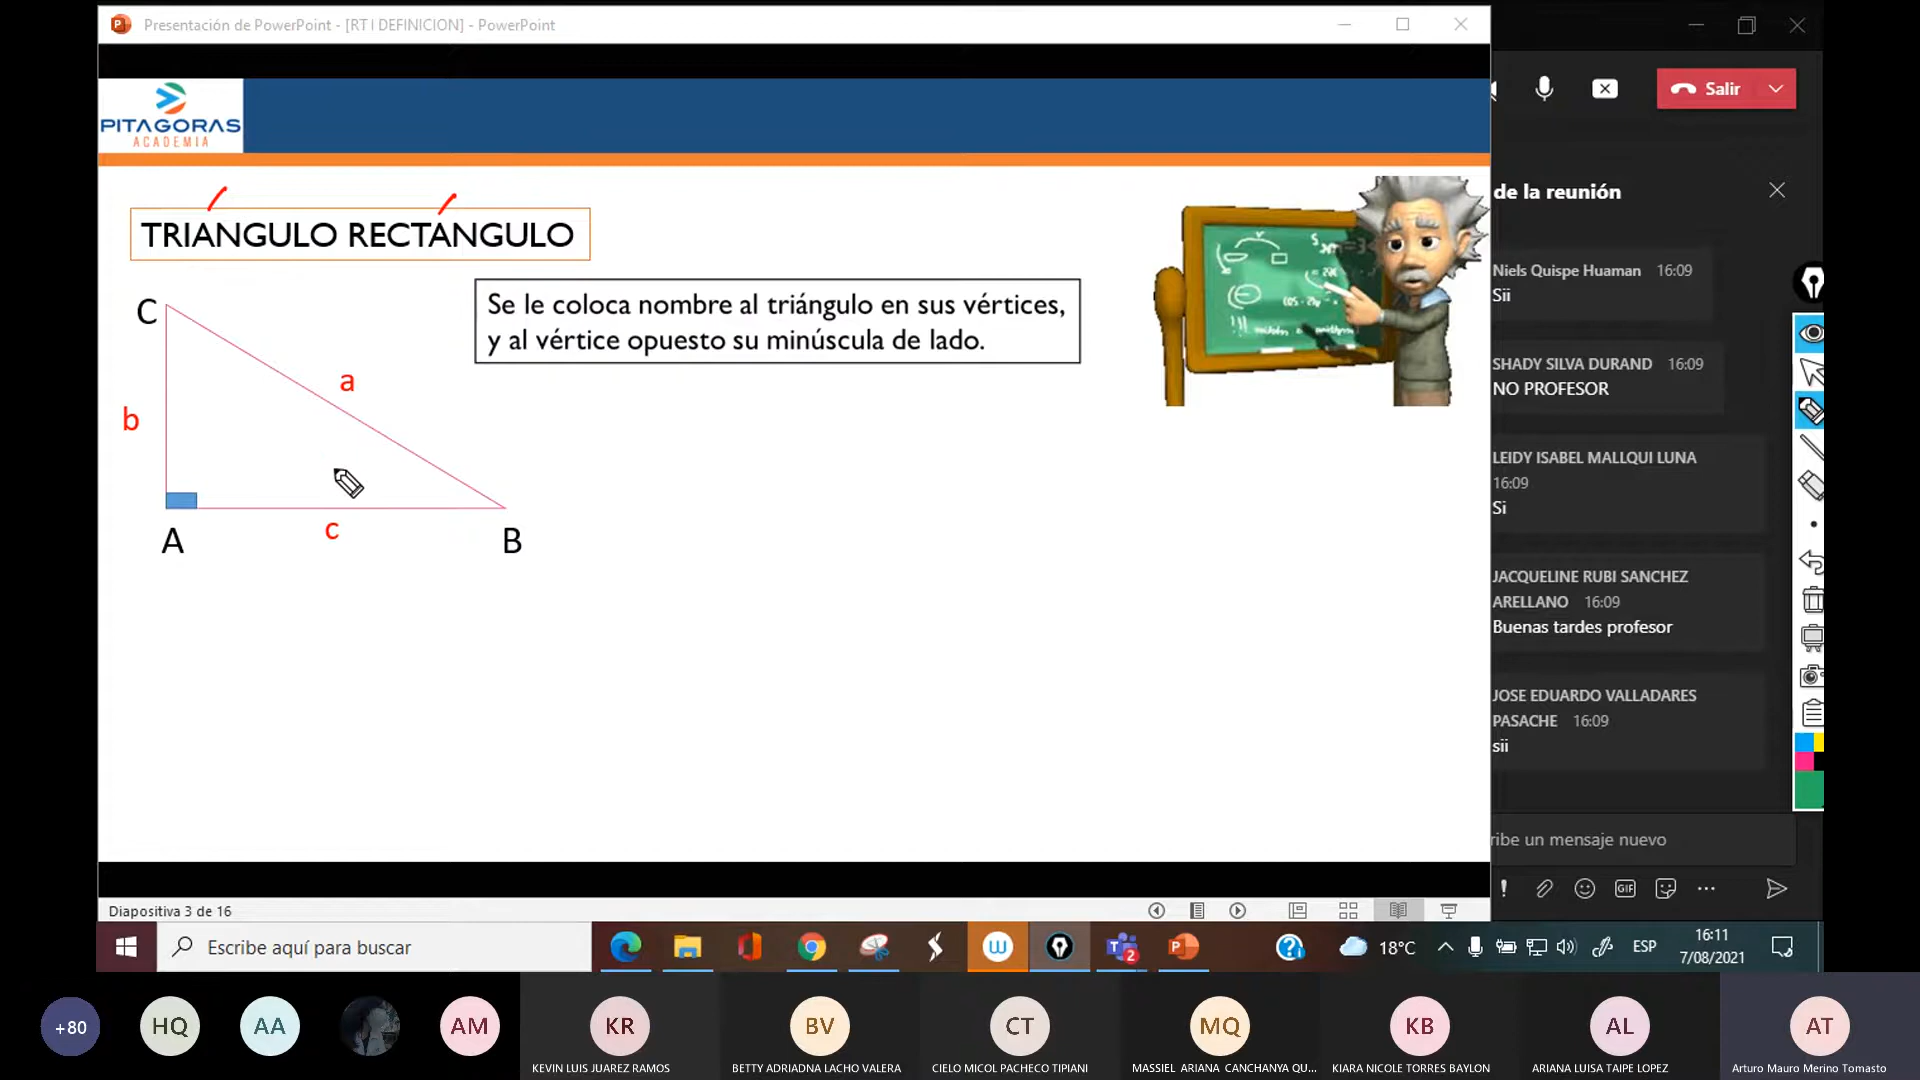 Presentación de PowerPoint - [RT I DEFINICION] - PowerPoint
PITAGORAS
ACADEMIA
TRIANGULO RECTANGULO
Se le coloca nombre al triángulo en sus vértices,
y al vértice opuesto su minúscula de lado.
C
a
b
c
A
B
Diapositiva 3 de 16
Salir
de la reunión
Niels Quispe Huaman 16:09
Sii
SHADY SILVA DURAND 16:09
NO PROFESOR
LEIDY ISABEL MALLQUI LUNA
16:09
Si
JACQUELINE RUBI SANCHEZ
ARELLANO 16:09
Buenas tardes profesor
JOSE EDUARDO VALLADARES
PASACHE 16:09
sii
ribe un mensaje nuevo
GIF
Escribe aquí para buscar
2
18°C
ESP
16:11
7/08/2021
+80
HQ
AA
AM
KR
BV
CT
MQ
KB
AL
AT
KEVIN LUIS JUAREZ RAMOS
BETTY ADRIADNA LACHO VALERA
CIELO MICOL PACHECO TIPIANI
MASSIEL ARIANA CANCHANYA QU...
KIARA NICOLE TORRES BAYLON
ARIANA LUISA TAIPE LOPEZ
Arturo Mauro Merino Tomasto